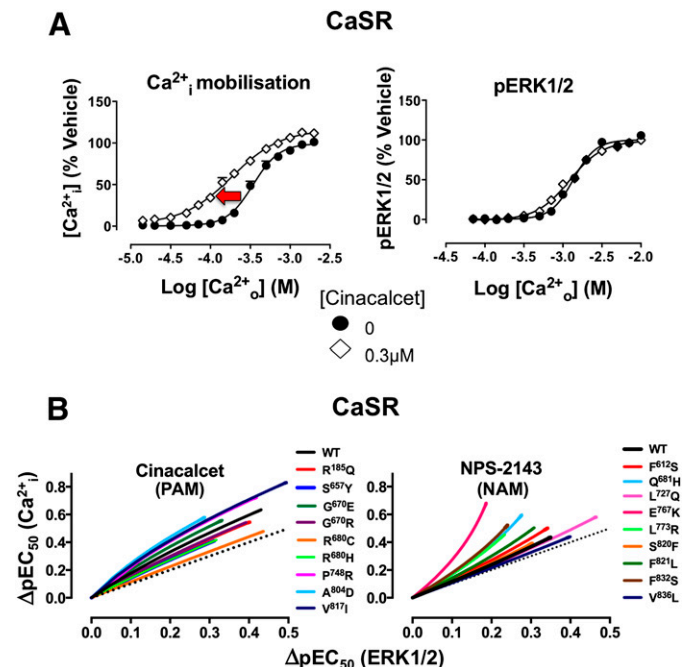 A
CaSR
Ca²⁺ᵢ mobilisation
[Ca²⁺ᵢ] (% Vehicle)
150
100
50
0
-5.0 -4.5 -4.0 -3.5 -3.0 -2.5
Log [Ca²⁺ₒ] (M)
pERK1/2
pERK1/2 (% Vehicle)
150
100
50
0
-4.5 -4.0 -3.5 -3.0 -2.5 -2.0
Log [Ca²⁺ₒ] (M)
[Cinacalcet]
0
0.3µM
B
CaSR
Cinacalcet
(PAM)
ΔpEC₅₀ (Ca²⁺ᵢ)
0.8
0.6
0.4
0.2
0.0
0.0 0.1 0.2 0.3 0.4 0.5
WT
R¹⁸⁵Q
S⁶⁵⁷Y
G⁶⁷⁰E
G⁶⁷⁰R
R⁶⁸⁰C
R⁶⁸⁰H
P⁷⁴⁸R
A⁸⁰⁴D
V⁸¹⁷I
NPS-2143
(NAM)
0.8
0.6
0.4
0.2
0.0
0.0 0.1 0.2 0.3 0.4 0.5
WT
F⁶¹²S
Q⁶⁸¹H
L⁷²⁷Q
E⁷⁶⁷K
L⁷⁷³R
S⁸²⁰F
F⁸²¹L
F⁸³²S
V⁸³⁶L
ΔpEC₅₀ (ERK1/2)